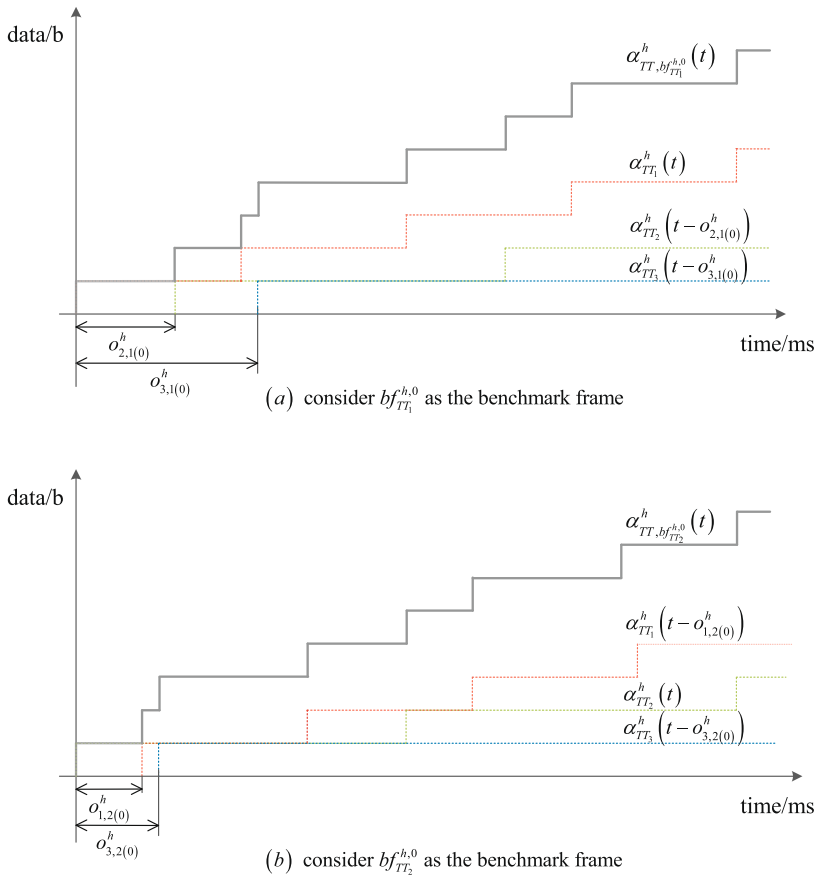 data/b
α^h_{TT,bf^{h,0}_{TT_1}}(t)
α^h_{TT_1}(t)
α^h_{TT_2}(t−o^h_{2,1(0)})
α^h_{TT_3}(t−o^h_{3,1(0)})
time/ms
o^h_{2,1(0)}
o^h_{3,1(0)}
(a) consider bf^{h,0}_{TT_1} as the benchmark frame
data/b
α^h_{TT,bf^{h,0}_{TT_2}}(t)
α^h_{TT_1}(t−o^h_{1,2(0)})
α^h_{TT_2}(t)
α^h_{TT_3}(t−o^h_{3,2(0)})
time/ms
o^h_{1,2(0)}
o^h_{3,2(0)}
(b) consider bf^{h,0}_{TT_2} as the benchmark frame